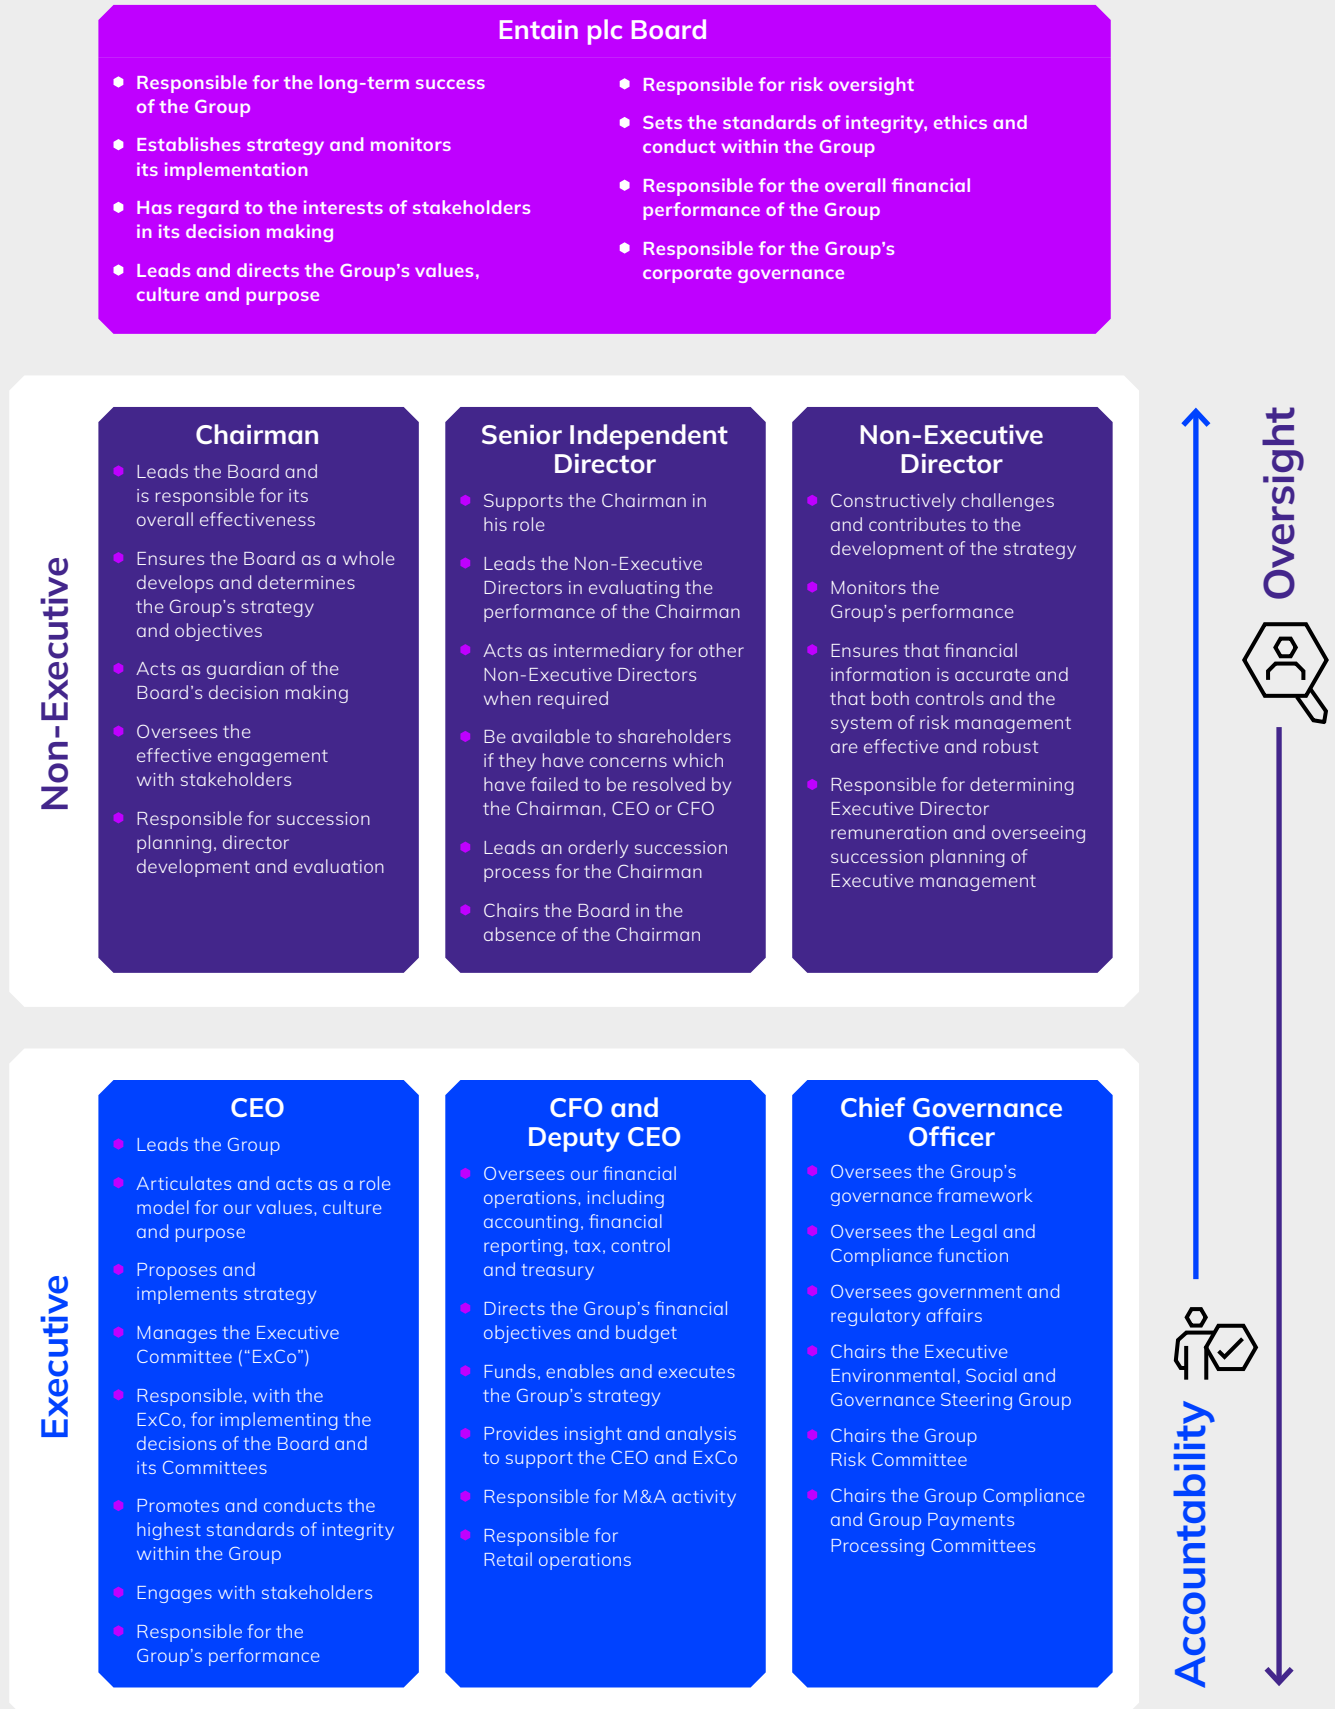 Entain plc Board
Responsible for the long-term success
of the Group
Establishes strategy and monitors
its implementation
Has regard to the interests of stakeholders
in its decision making
Leads and directs the Group's values,
culture and purpose
Responsible for risk oversight
Sets the standards of integrity, ethics and
conduct within the Group
Responsible for the overall financial
performance of the Group
Responsible for the Group's
corporate governance
Non-Executive
Chairman
Leads the Board and
is responsible for its
overall effectiveness
Ensures the Board as a whole
develops and determines
the Group's strategy
and objectives
Acts as guardian of the
Board's decision making
Oversees the
effective engagement
with stakeholders
Responsible for succession
planning, director
development and evaluation
Senior Independent
Director
Supports the Chairman in
his role
Leads the Non-Executive
Directors in evaluating the
performance of the Chairman
Acts as intermediary for other
Non-Executive Directors
when required
Be available to shareholders
if they have concerns which
have failed to be resolved by
the Chairman, CEO or CFO
Leads an orderly succession
process for the Chairman
Chairs the Board in the
absence of the Chairman
Non-Executive
Director
Constructively challenges
and contributes to the
development of the strategy
Monitors the
Group's performance
Ensures that financial
information is accurate and
that both controls and the
system of risk management
are effective and robust
Responsible for determining
Executive Director
remuneration and overseeing
succession planning of
Executive management
Oversight
Executive
CEO
Leads the Group
Articulates and acts as a role
model for our values, culture
and purpose
Proposes and
implements strategy
Manages the Executive
Committee (“ExCo”)
Responsible, with the
ExCo, for implementing the
decisions of the Board and
its Committees
Promotes and conducts the
highest standards of integrity
within the Group
Engages with stakeholders
Responsible for the
Group's performance
CFO and
Deputy CEO
Oversees our financial
operations, including
accounting, financial
reporting, tax, control
and treasury
Directs the Group's financial
objectives and budget
Funds, enables and executes
the Group's strategy
Provides insight and analysis
to support the CEO and ExCo
Responsible for M&A activity
Responsible for
Retail operations
Chief Governance
Officer
Oversees the Group's
governance framework
Oversees the Legal and
Compliance function
Oversees government and
regulatory affairs
Chairs the Executive
Environmental, Social and
Governance Steering Group
Chairs the Group
Risk Committee
Chairs the Group Compliance
and Group Payments
Processing Committees
Accountability